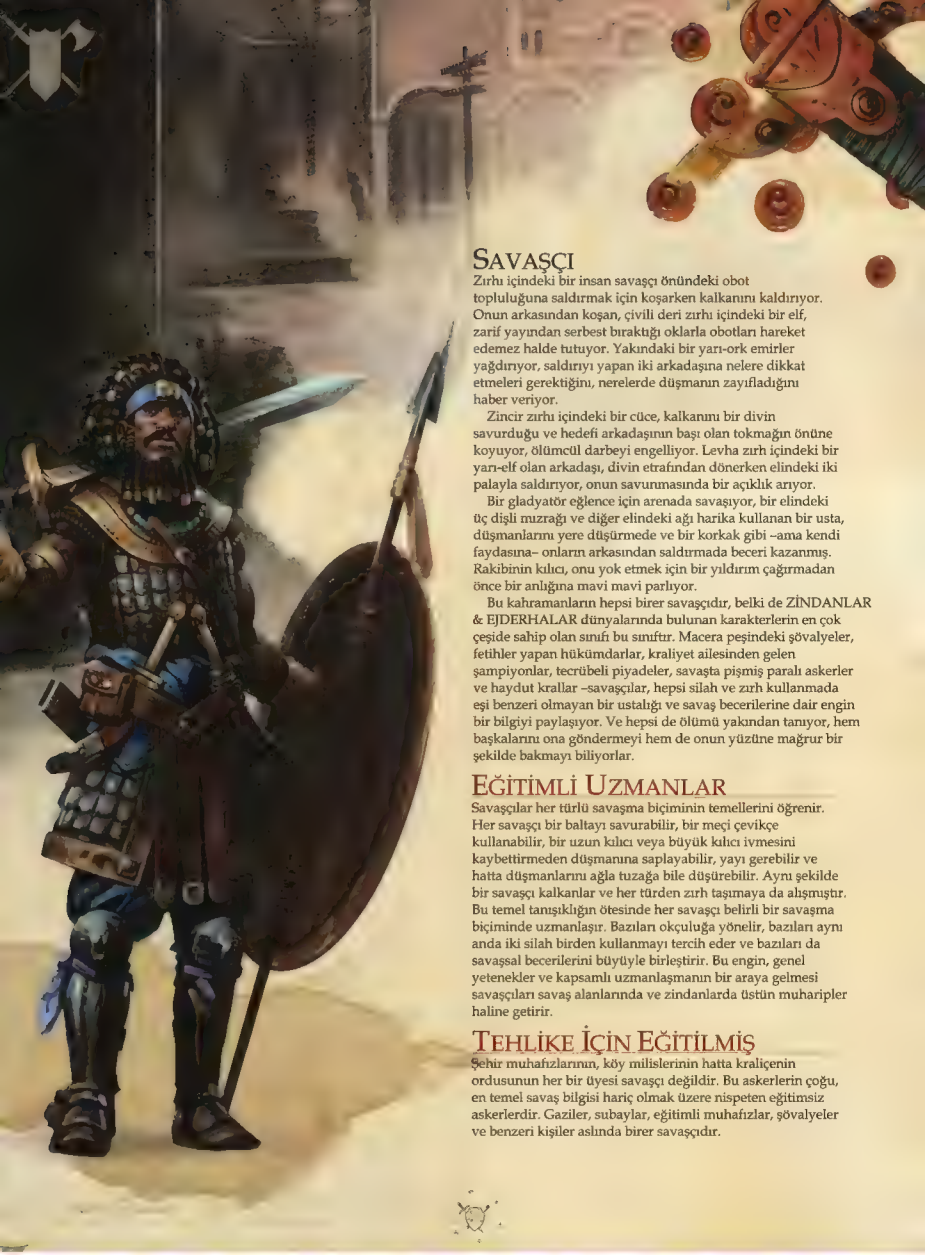 SAVAŞÇI
Zırhı içindeki bir insan savaşçı önündeki obot
topluluğuna saldırmak için koşarken kalkanını kaldırıyor.
Onun arkasından koşan, çivili deri zırhı içindeki bir elf,
zarif yayından serbest bıraktığı oklarla obotları hareket
edemez halde tutuyor. Yakındaki bir yarı-ork emirler
yağdırıyor, saldırıyı yapan iki arkadaşına nelere dikkat
etmeleri gerektiğini, nerelerde düşmanın zayıfladığını
haber veriyor.
Zincir zırhı içindeki bir cüce, kalkanını bir divin
savurduğu ve hedefi arkadaşının başı olan tokmağın önüne
koyuyor, ölümcül darbeyi engelliyor. Levha zırh içindeki bir
yarı-elf olan arkadaşı, divin etrafından dönerken elindeki iki
palayla saldırıyor, onun savunmasında bir açıklık arıyor.
Bir gladyatör eğlence için arenada savaşıyor, bir elindeki
üç dişli mızrağı ve diğer elindeki ağı harika kullanan bir usta,
düşmanlarını yere düşürmede ve bir korkak gibi –ama kendi
faydasına– onların arkasından saldırmada beceri kazanmış.
Rakibinin kılıcı, onu yok etmek için bir yıldırım çağırmadan
önce bir anlığına mavi mavi parlıyor.
Bu kahramanların hepsi birer savaşçıdır, belki de ZİNDANLAR
& EJDERHALAR dünyalarında bulunan karakterlerin en çok
çeşide sahip olan sınıfı bu sınıftır. Macera peşindeki şövalyeler,
fetihler yapan hükümdarlar, kraliyet ailesinden gelen
şampiyonlar, tecrübeli piyadeler, savaşta pişmiş paralı askerler
ve haydut krallar –savaşçılar, hepsi silah ve zırh kullanmada
eşi benzeri olmayan bir ustalığı ve savaş becerilerine dair engin
bir bilgiyi paylaşıyor. Ve hepsi de ölümü yakından tanıyor, hem
başkalarını ona göndermeyi hem de onun yüzüne mağrur bir
şekilde bakmayı biliyorlar.
EĞİTİMLİ UZMANLAR
Savaşçılar her türlü savaşma biçiminin temellerini öğrenir.
Her savaşçı bir baltayı savurabilir, bir meçi çevikçe
kullanabilir, bir uzun kılıcı veya büyük kılıcı ivmesini
kaybettirmeden düşmanına saplayabilir, yayı gerebilir ve
hatta düşmanlarını ağla tuzağa bile düşürebilir. Aynı şekilde
bir savaşçı kalkanlar ve her türden zırh taşımaya da alışmıştır.
Bu temel tanışıklığın ötesinde her savaşçı belirli bir savaşma
biçiminde uzmanlaşır. Bazıları okçuluğa yönelir, bazıları aynı
anda iki silah birden kullanmayı tercih eder ve bazıları da
savaşsal becerilerini büyüyle birleştirir. Bu engin, genel
yetenekler ve kapsamlı uzmanlaşmanın bir araya gelmesi
savaşçıları savaş alanlarında ve zindanlarda üstün muharipler
haline getirir.
TEHLİKE İÇİN EĞİTİLMİŞ
Şehir muhafızlarının, köy milislerinin hatta kraliçenin
ordusunun her bir üyesi savaşçı değildir. Bu askerlerin çoğu,
en temel savaş bilgisi hariç olmak üzere nispeten eğitimsiz
askerlerdir. Gaziler, subaylar, eğitimli muhafızlar, şövalyeler
ve benzeri kişiler aslında birer savaşçıdır.